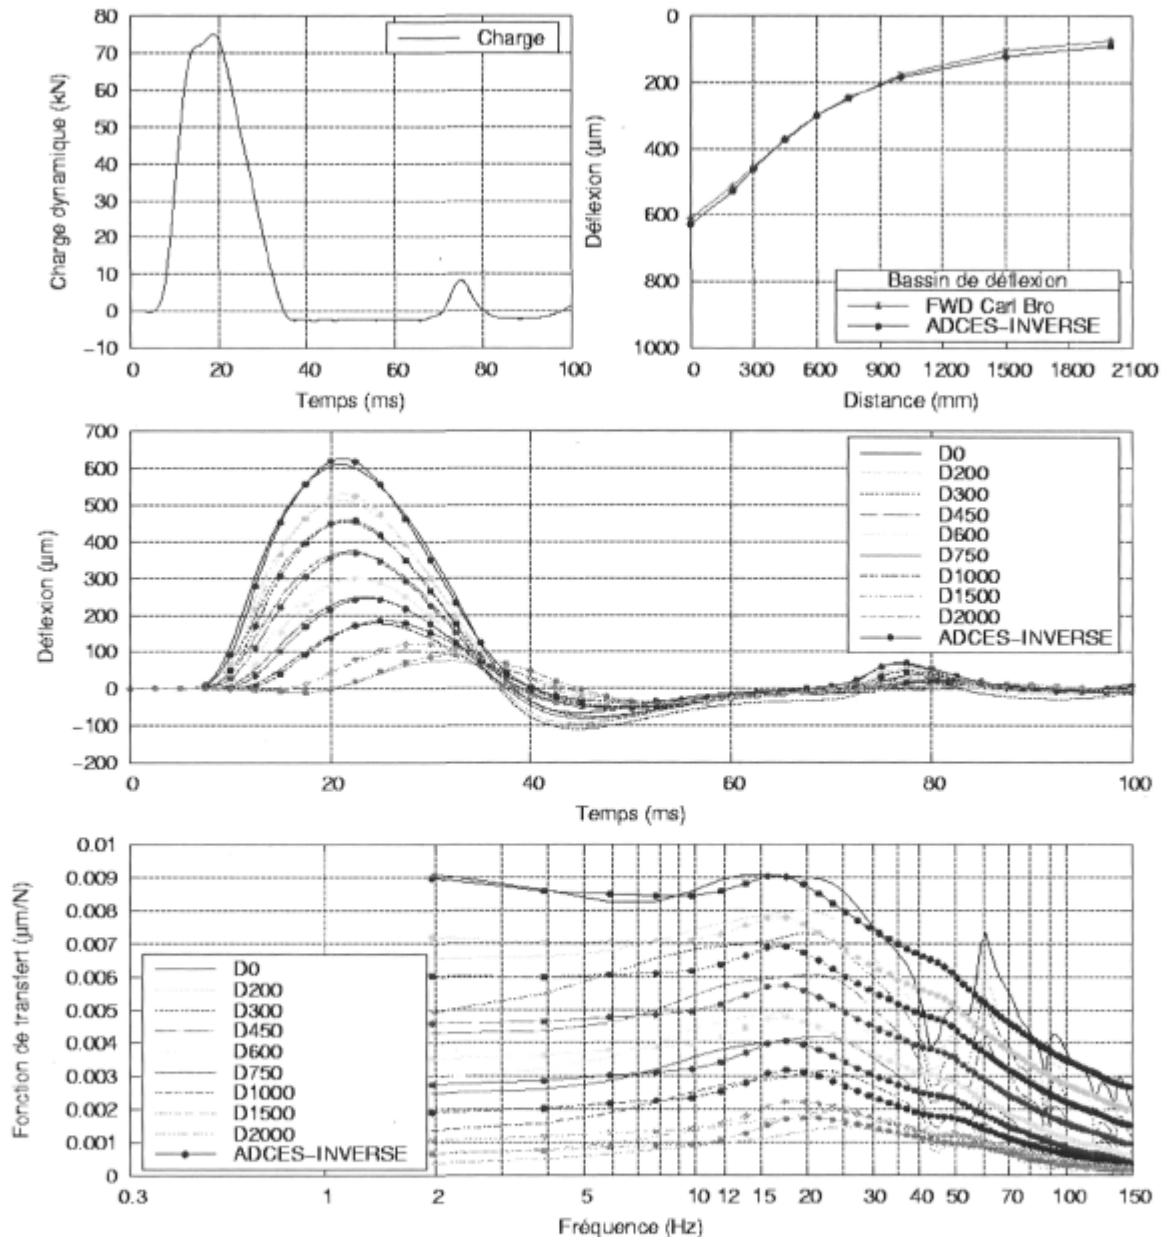 80
70
60
50
40
30
20
10
0
-10
Charge dynamique (kN)
Charge
0 20 40 60 80 100
Temps (ms)
0
200
400
600
800
1000
Déflexion (µm)
Bassin de déflexion
FWD Carl Bro
ADCES-INVERSE
0 300 600 900 1200 1500 1800 2100
Distance (mm)
700
600
500
400
300
200
100
0
-100
-200
Déflexion (µm)
D0
D200
D300
D450
D600
D750
D1000
D1500
D2000
ADCES-INVERSE
0 20 40 60 80 100
Temps (ms)
0.01
0.009
0.008
0.007
0.006
0.005
0.004
0.003
0.002
0.001
0
Fonction de transfert (µm/N)
D0
D200
D300
D450
D600
D750
D1000
D1500
D2000
ADCES-INVERSE
0.3 1 2 5 10 12 15 20 30 40 50 70 100 150
Fréquence (Hz)